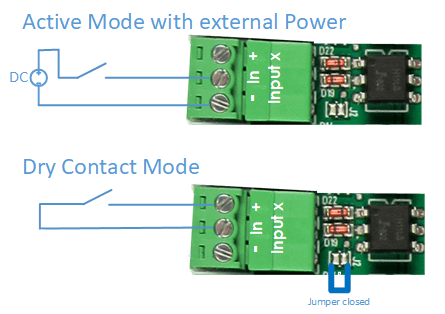 Active Mode with external Power
DC
- In +
Input x
D22
D19
Dry Contact Mode
- In +
Input x
D22
D19
Jumper closed